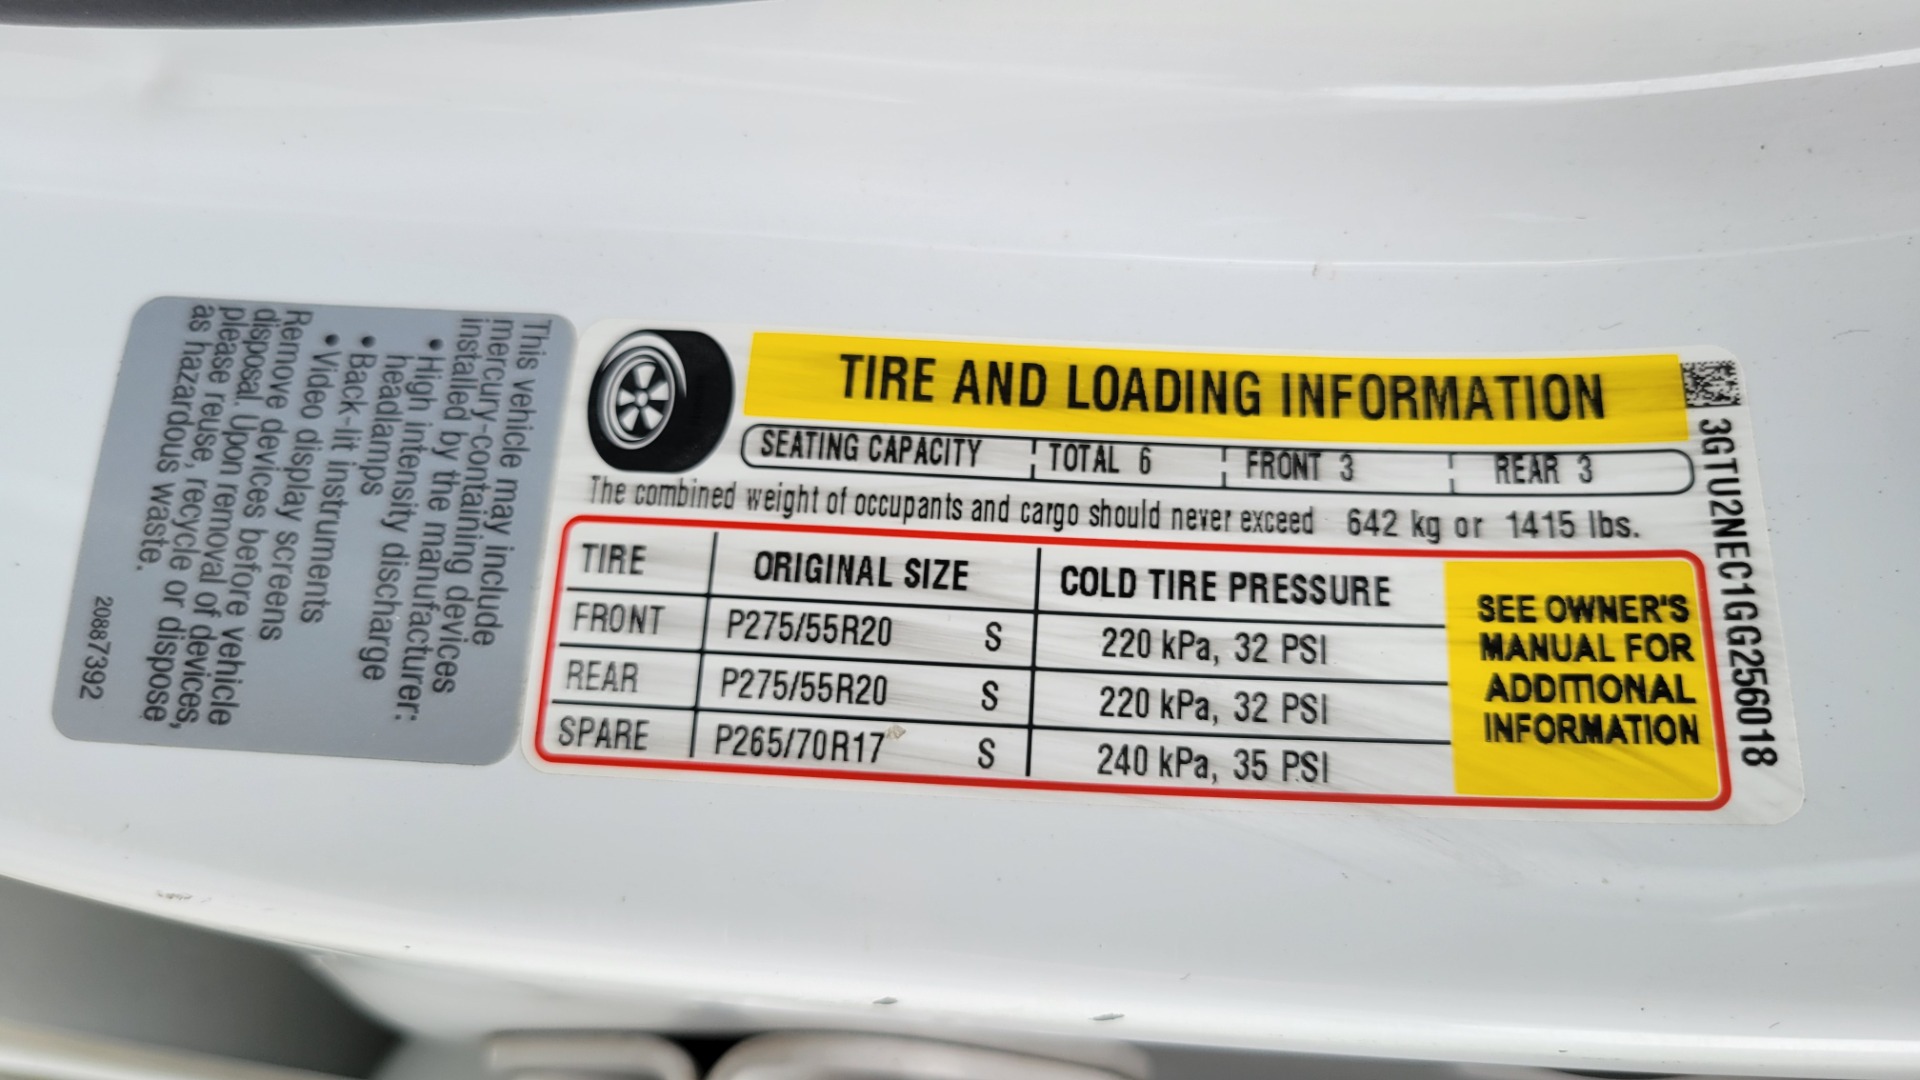 This vehicle may include
mercury-containing devices
installed by the manufacturer:
• High intensity discharge
headlamps
• Back-lit instruments
• Video display screens
Remove devices before vehicle
disposal. Upon removal of devices,
please reuse, recycle or dispose
as hazardous waste.
20887392
TIRE AND LOADING INFORMATION
SEATING CAPACITY TOTAL 6 FRONT 3 REAR 3
The combined weight of occupants and cargo should never exceed 642 kg or 1415 lbs.
TIRE ORIGINAL SIZE COLD TIRE PRESSURE
FRONT P275/55R20 S 220 kPa, 32 PSI
REAR P275/55R20 S 220 kPa, 32 PSI
SPARE P265/70R17 S 240 kPa, 35 PSI
SEE OWNER'S
MANUAL FOR
ADDITIONAL
INFORMATION
3GTU2NEC1GG256018